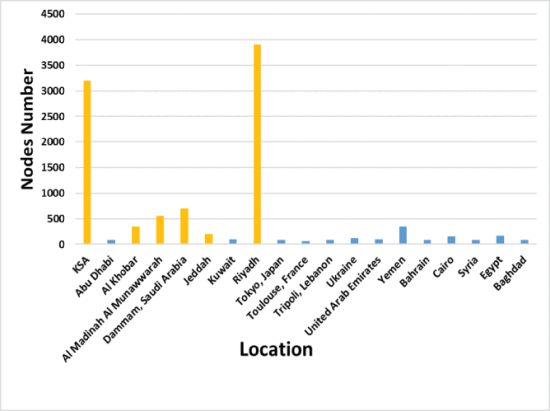 4500
4000
3500
3000
2500
2000
1500
1000
500
0
Nodes Number
KSA
Abu Dhabi
Al Khobar
Al Madinah Al Munawwarah
Dammam, Saudi Arabia
Jeddah
Kuwait
Riyadh
Tokyo, Japan
Toulouse, France
Tripoli, Lebanon
Ukraine
United Arab Emirates
Yemen
Bahrain
Cairo
Syria
Egypt
Baghdad
Location